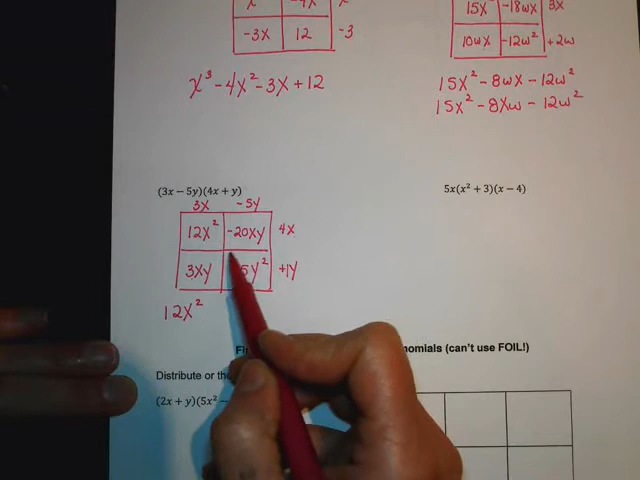 -4x
-3x 12 -3
x³ - 4x² - 3x + 12
15x -18wx 3x
10wx -12w² +2w
15x² - 8wx - 12w²
15x² - 8xw - 12w²
(3x − 5y)(4x + y)
3x -5y
12x² -20xy 4x
3xy 5y² +1y
12x²
5x(x² + 3)(x − 4)
nomials (can't use FOIL!)
Distribute or the
(2x + y)(5x²